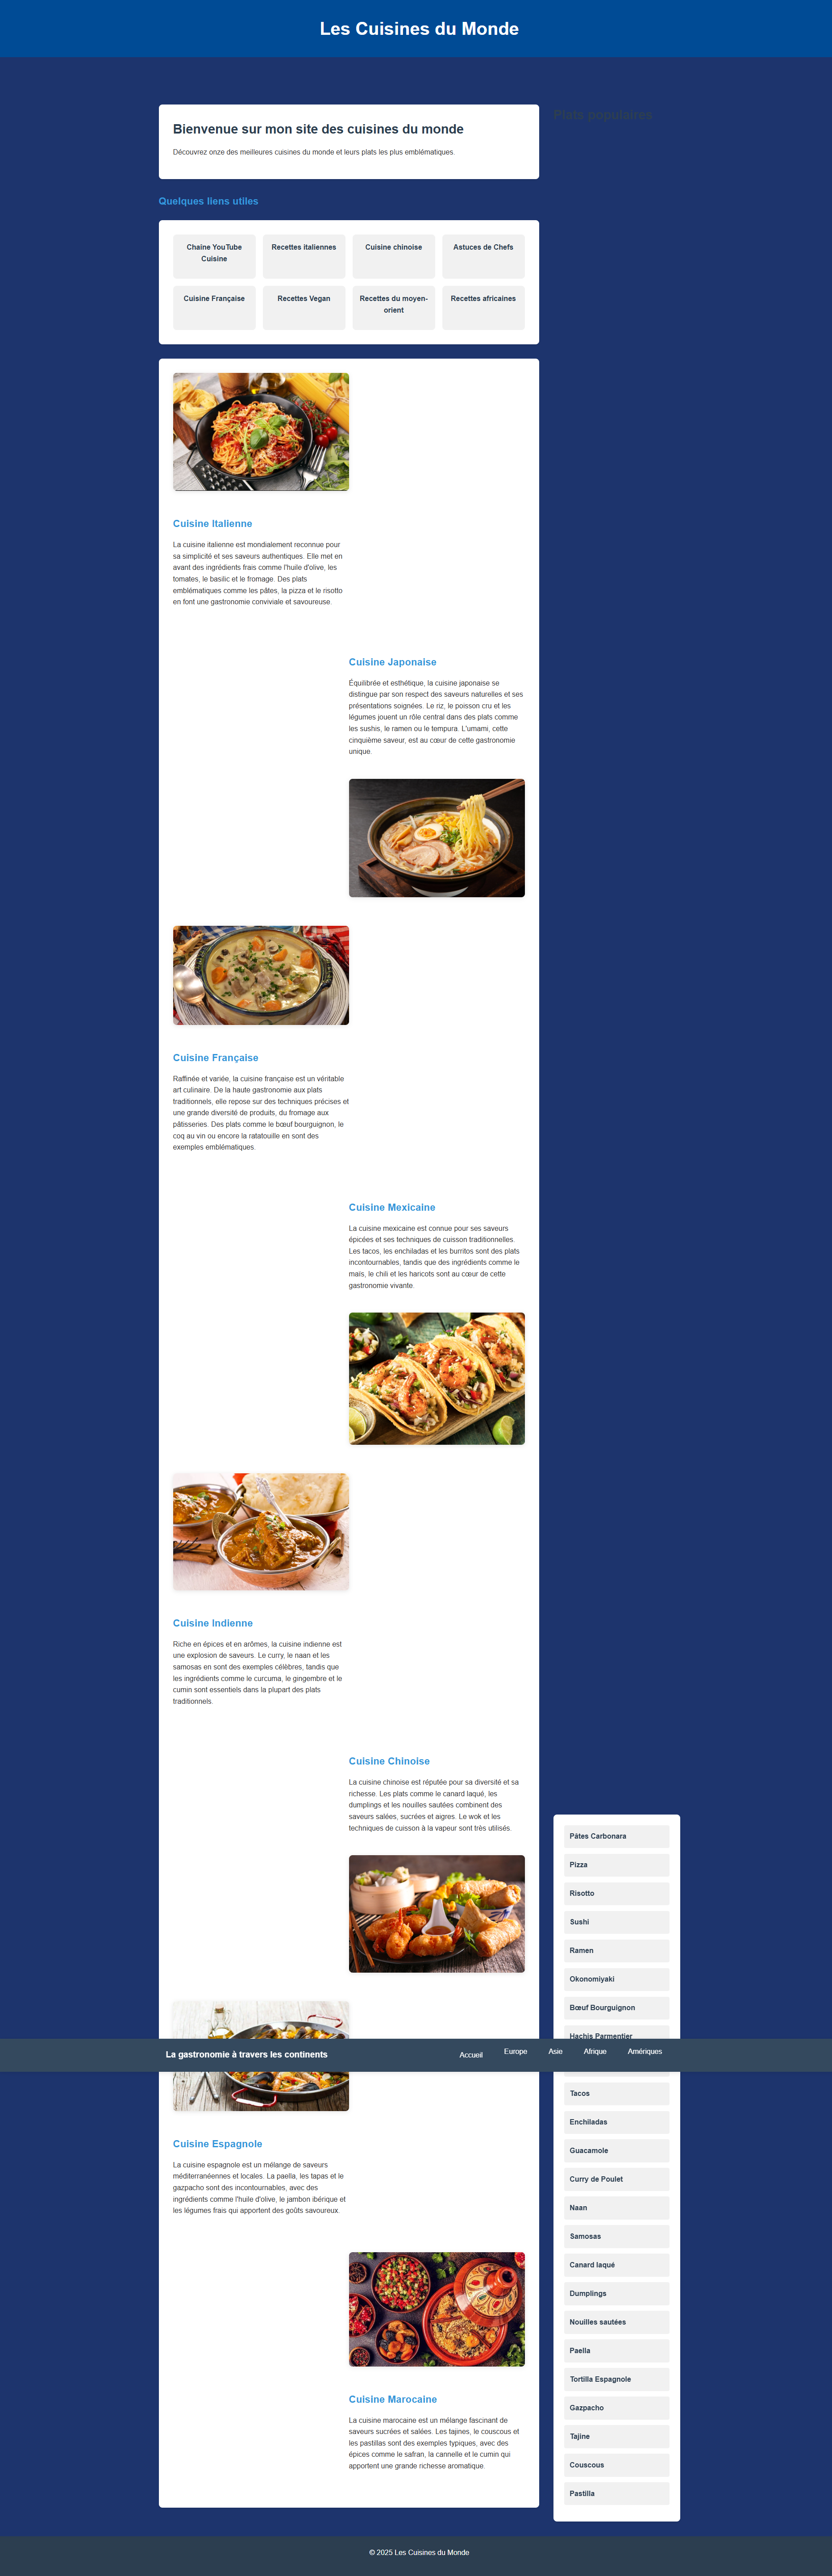 Les Cuisines du Monde
Bienvenue sur mon site des cuisines du monde
Découvrez onze des meilleures cuisines du monde et leurs plats les plus emblématiques.
Plats populaires
Quelques liens utiles
Chaine YouTube
Cuisine
Recettes italiennes
Cuisine chinoise
Astuces de Chefs
Cuisine Française
Recettes Vegan
Recettes du moyen-
orient
Recettes africaines
Cuisine Italienne
La cuisine italienne est mondialement reconnue pour
sa simplicité et ses saveurs authentiques. Elle met en
avant des ingrédients frais comme l'huile d'olive, les
tomates, le basilic et le fromage. Des plats
emblématiques comme les pâtes, la pizza et le risotto
en font une gastronomie conviviale et savoureuse.
Cuisine Japonaise
Équilibrée et esthétique, la cuisine japonaise se
distingue par son respect des saveurs naturelles et ses
présentations soignées. Le riz, le poisson cru et les
légumes jouent un rôle central dans des plats comme
les sushis, le ramen ou le tempura. L'umami, cette
cinquième saveur, est au cœur de cette gastronomie
unique.
Cuisine Française
Raffinée et variée, la cuisine française est un véritable
art culinaire. De la haute gastronomie aux plats
traditionnels, elle repose sur des techniques précises et
une grande diversité de produits, du fromage aux
pâtisseries. Des plats comme le bœuf bourguignon, le
coq au vin ou encore la ratatouille en sont des
exemples emblématiques.
Cuisine Mexicaine
La cuisine mexicaine est connue pour ses saveurs
épicées et ses techniques de cuisson traditionnelles.
Les tacos, les enchiladas et les burritos sont des plats
incontournables, tandis que des ingrédients comme le
maïs, le chili et les haricots sont au cœur de cette
gastronomie vivante.
Cuisine Indienne
Riche en épices et en arômes, la cuisine indienne est
une explosion de saveurs. Le curry, le naan et les
samosas en sont des exemples célèbres, tandis que
les ingrédients comme le curcuma, le gingembre et le
cumin sont essentiels dans la plupart des plats
traditionnels.
Cuisine Chinoise
La cuisine chinoise est réputée pour sa diversité et sa
richesse. Les plats comme le canard laqué, les
dumplings et les nouilles sautées combinent des
saveurs salées, sucrées et aigres. Le wok et les
techniques de cuisson à la vapeur sont très utilisés.
La gastronomie à travers les continents
Accueil
Europe
Asie
Afrique
Amériques
Cuisine Espagnole
La cuisine espagnole est un mélange de saveurs
méditerranéennes et locales. La paella, les tapas et le
gazpacho sont des incontournables, avec des
ingrédients comme l'huile d'olive, le jambon ibérique et
les légumes frais qui apportent des goûts savoureux.
Cuisine Marocaine
La cuisine marocaine est un mélange fascinant de
saveurs sucrées et salées. Les tajines, le couscous et
les pastillas sont des exemples typiques, avec des
épices comme le safran, la cannelle et le cumin qui
apportent une grande richesse aromatique.
Pâtes Carbonara
Pizza
Risotto
Sushi
Ramen
Okonomiyaki
Bœuf Bourguignon
Hachis Parmentier
Tacos
Enchiladas
Guacamole
Curry de Poulet
Naan
Samosas
Canard laqué
Dumplings
Nouilles sautées
Paella
Tortilla Espagnole
Gazpacho
Tajine
Couscous
Pastilla
© 2025 Les Cuisines du Monde